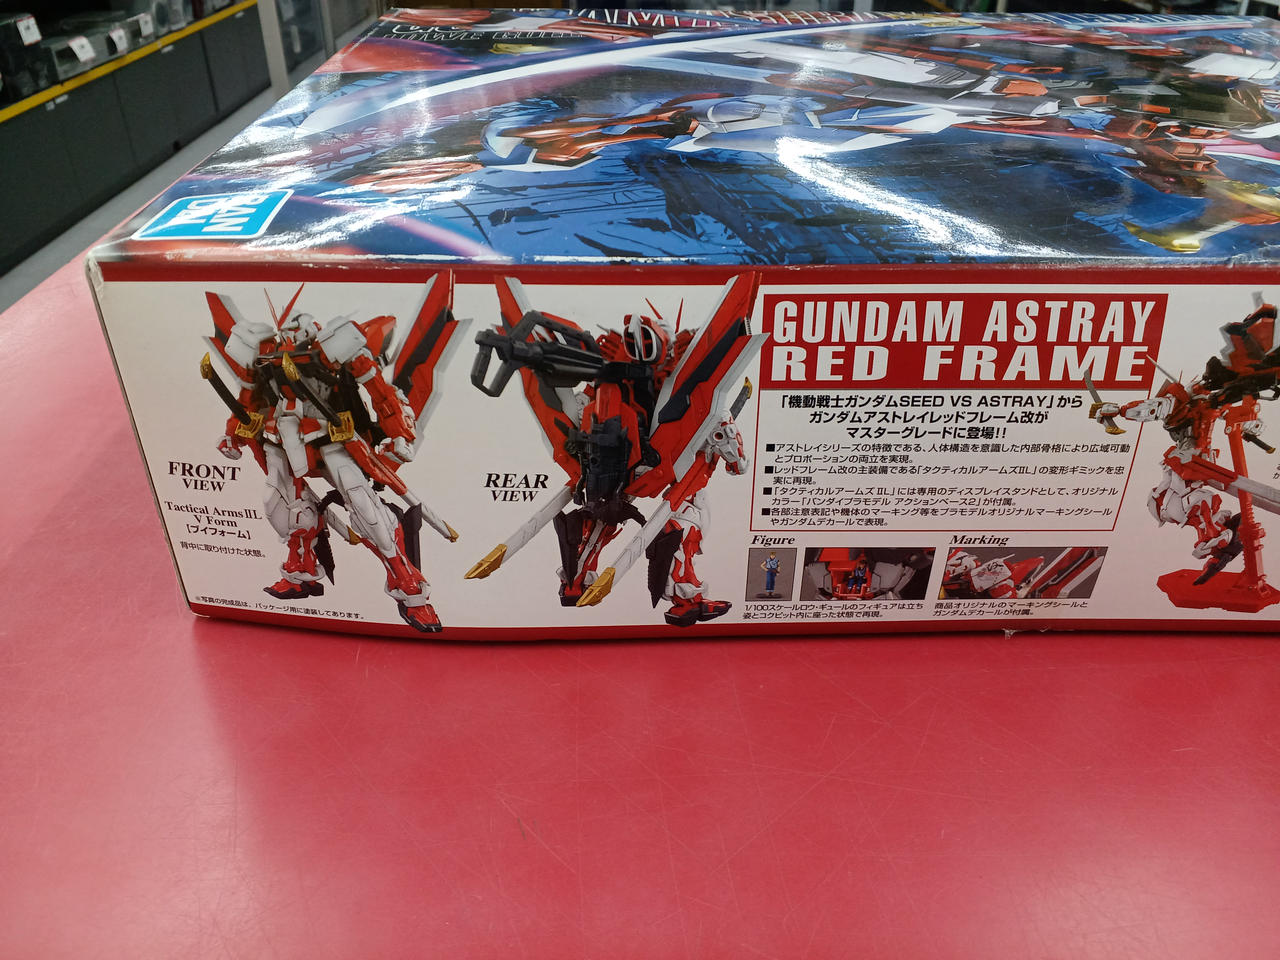 BAN
DAI
GUNDAM ASTRAY
RED FRAME
「機動戦士ガンダムSEED VS ASTRAY」から
ガンダムアストレイレッドフレーム改が
マスターグレードに登場!!
■アストレイシリーズの特徴である、人体構造を意識した内部骨格により広域可動
とプロポーションの両立を実現。
■レッドフレーム改の主装備である「タクティカルアームズⅡL」の変形ギミックを忠
実に再現。
■「タクティカルアームズ ⅡL」には専用のディスプレイスタンドとして、オリジナル
カラー「バンダイプラモデル アクションベース2」が付属。
■各部注意表記や機体のマーキング等をプラモデルオリジナルマーキングシール
やガンダムデカールで表現。
FRONT
VIEW
Tactical Arms ⅡL
V Form
[ブイフォーム]
背中に取り付けた状態。
※写真の完成品は、パッケージ用に塗装してあります。
REAR
VIEW
Figure
1/100スケールロウ・ギュールのフィギュアは立ち
姿とコクピット内に座った状態で再現。
Marking
商品オリジナルのマーキングシールと
ガンダムデカールが付属。